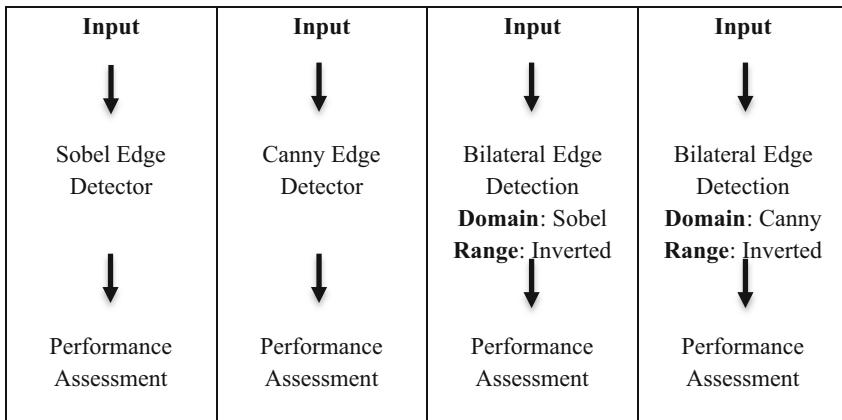 Input
Sobel Edge
Detector
Performance
Assessment
Input
Canny Edge
Detector
Performance
Assessment
Input
Bilateral Edge
Detection
Domain: Sobel
Range: Inverted
Performance
Assessment
Input
Bilateral Edge
Detection
Domain: Canny
Range: Inverted
Performance
Assessment